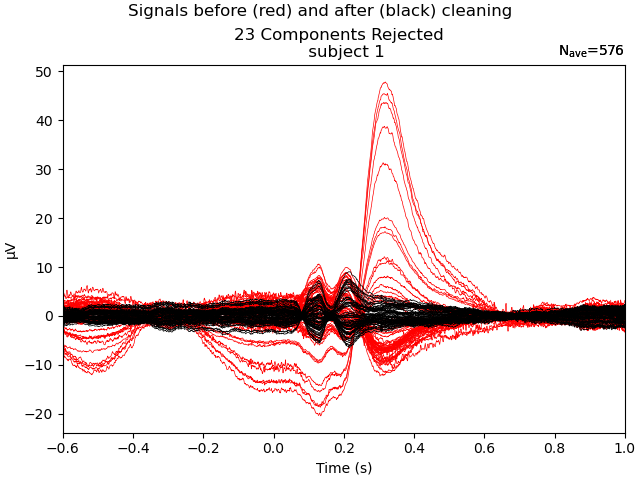 Signals before (red) and after (black) cleaning
23 Components Rejected
subject 1
Nave=576
50
40
30
20
10
0
−10
−20
µV
−0.6 −0.4 −0.2 0.0 0.2 0.4 0.6 0.8 1.0
Time (s)